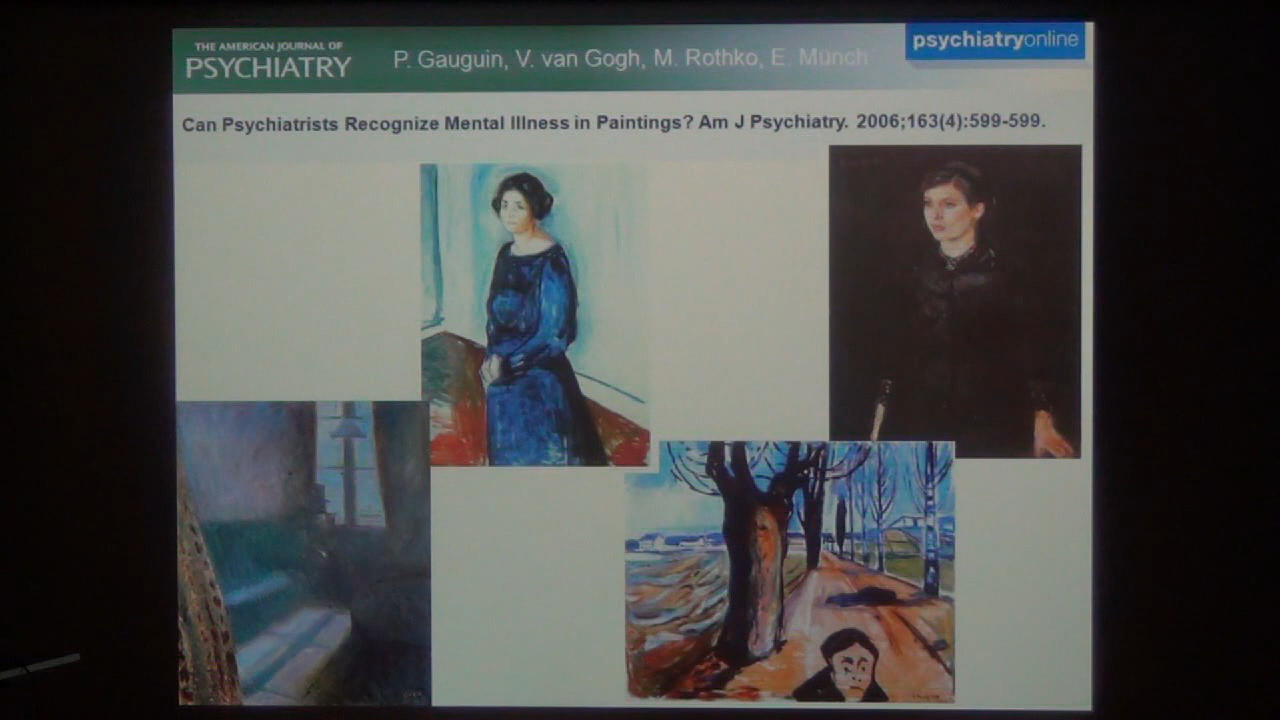 THE AMERICAN JOURNAL OF
PSYCHIATRY
P. Gauguin, V. van Gogh, M. Rothko, E. Münch
psychiatryonline
Can Psychiatrists Recognize Mental Illness in Paintings? Am J Psychiatry. 2006;163(4):599-599.